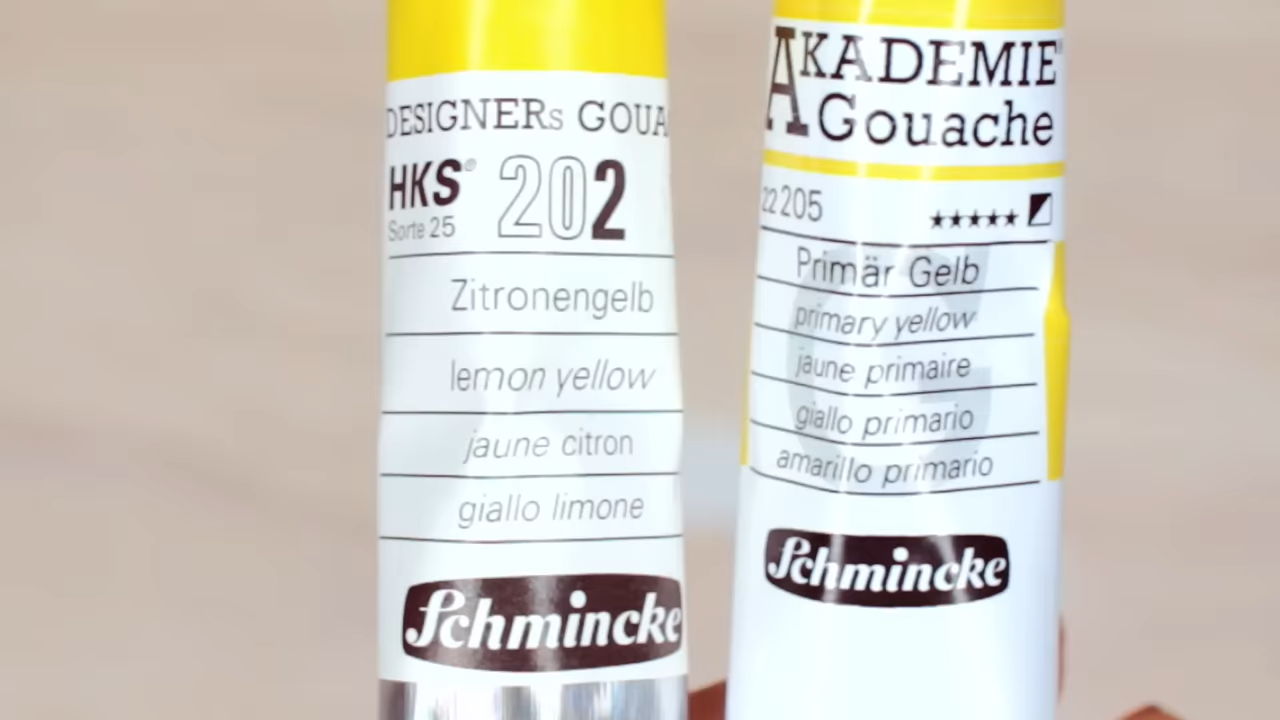 DESIGNERs GOUA
HKS® 202
Sorte 25
Zitronengelb
lemon yellow
jaune citron
giallo limone
Schmincke
AKADEMIE
Gouache
22 205
★★★★★
Primär Gelb
primary yellow
jaune primaire
giallo primario
amarillo primario
Schmincke